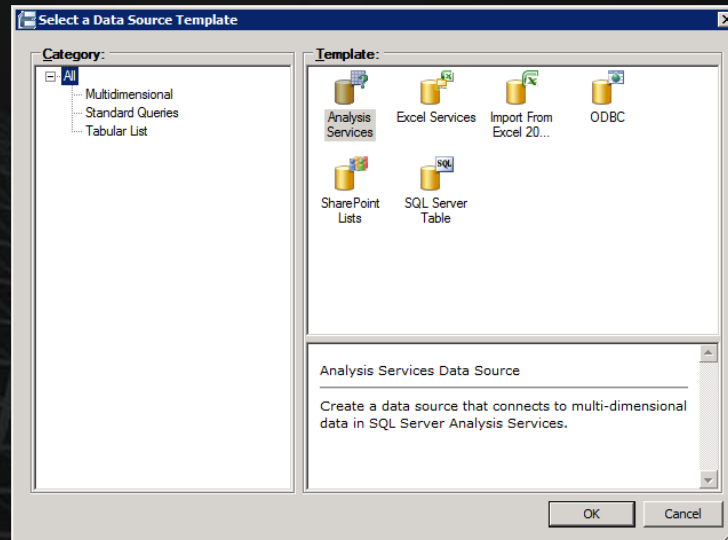 Select a Data Source Template
Category:
All
Multidimensional
Standard Queries
Tabular List
Template:
Analysis
Services
Excel Services
Import From
Excel 20...
ODBC
SharePoint
Lists
SQL
SQL Server
Table
Analysis Services Data Source
Create a data source that connects to multi-dimensional
data in SQL Server Analysis Services.
OK
Cancel